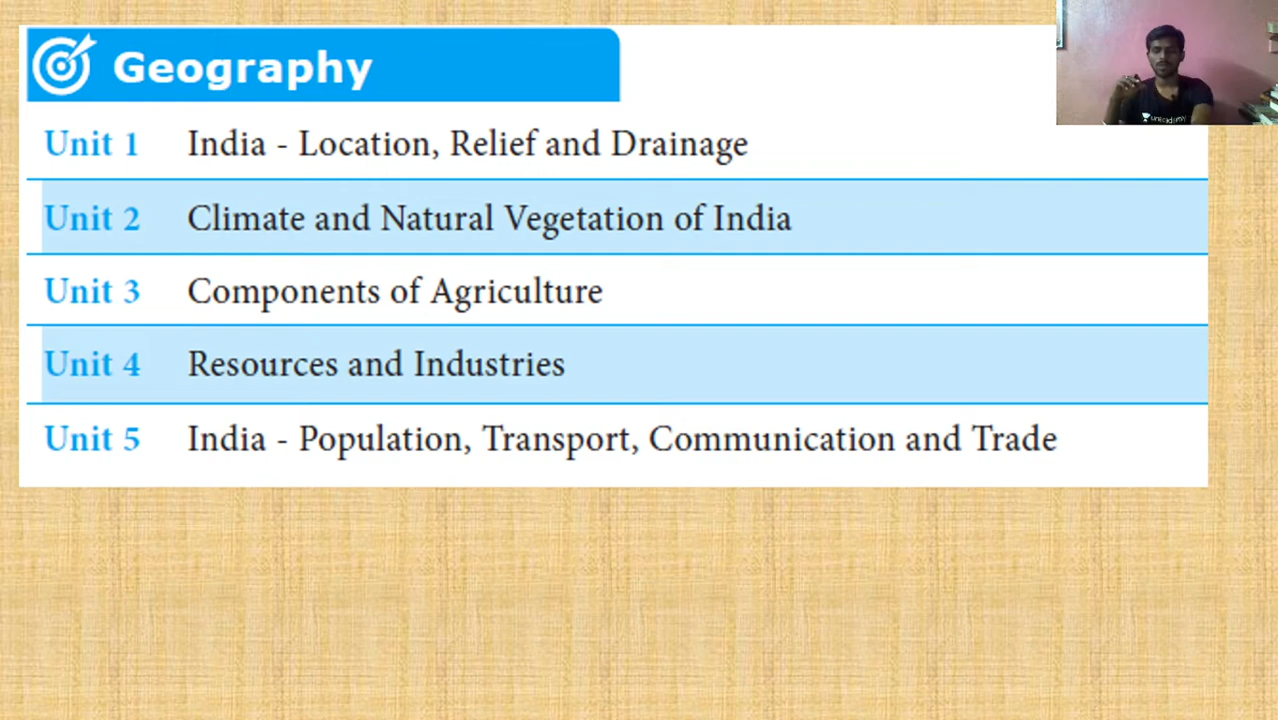 Geography
Unit 1 India - Location, Relief and Drainage
Unit 2 Climate and Natural Vegetation of India
Unit 3 Components of Agriculture
Unit 4 Resources and Industries
Unit 5 India - Population, Transport, Communication and Trade
unacademy